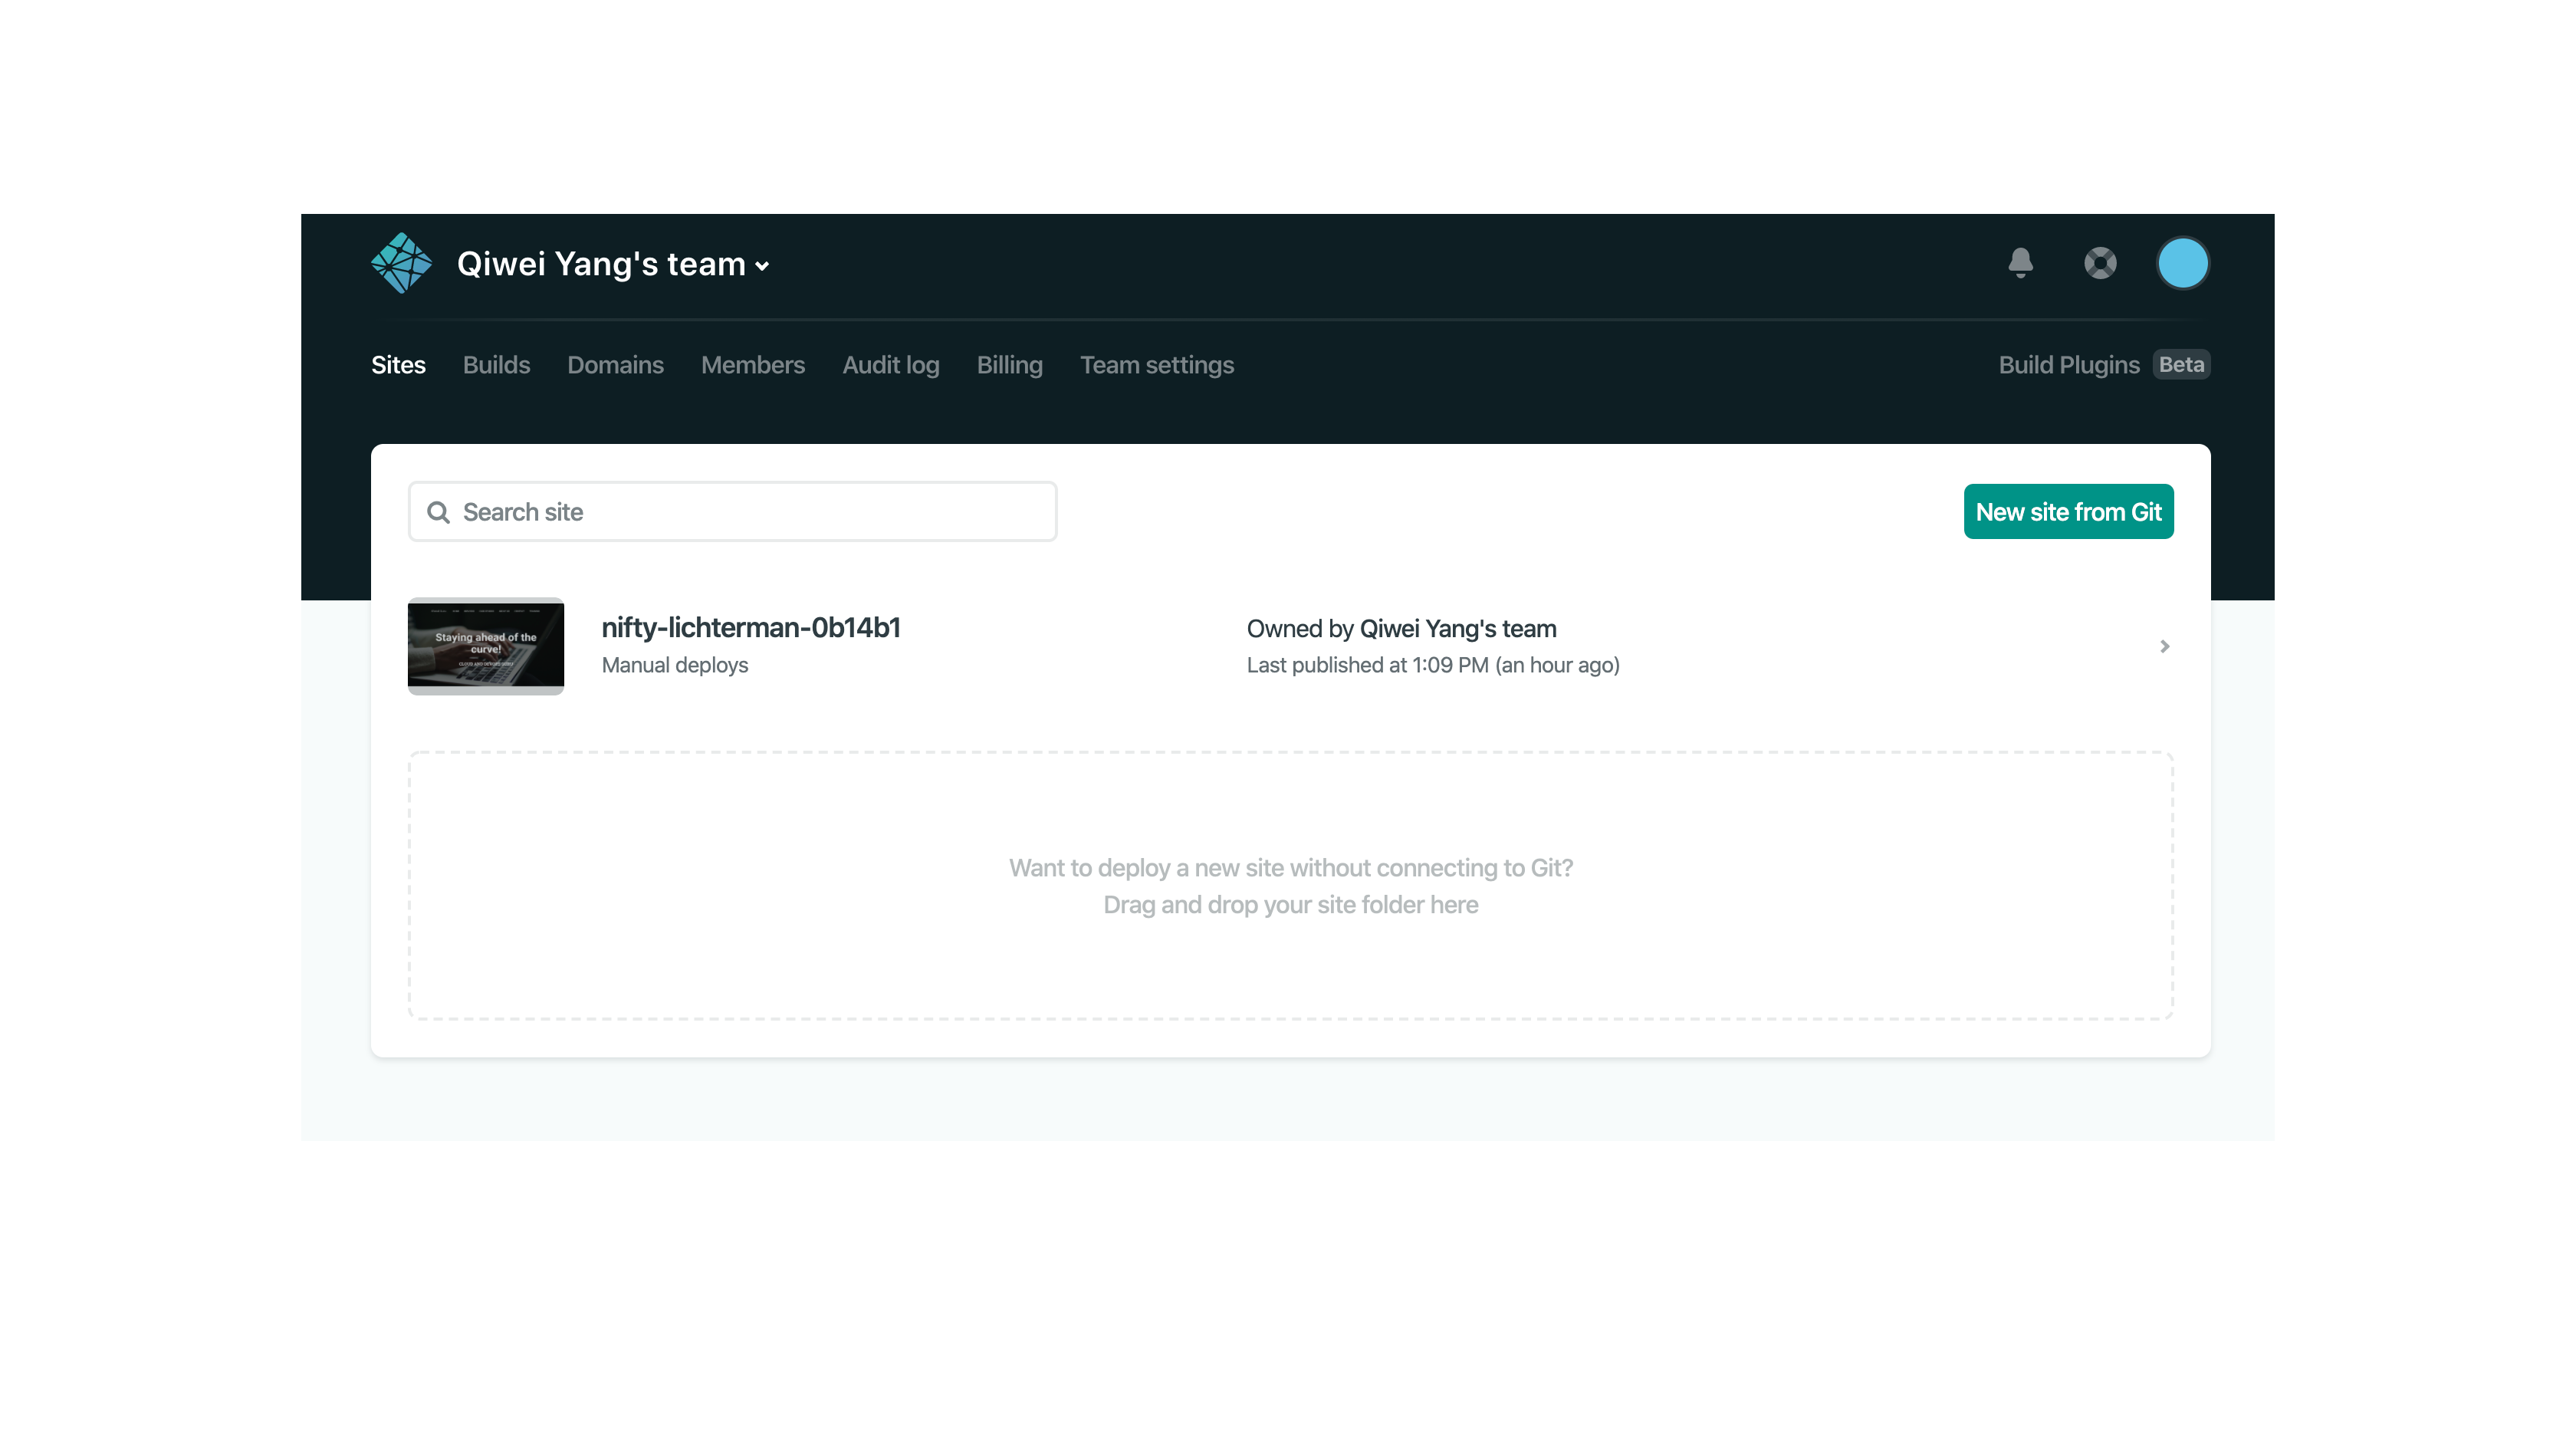 Qiwei Yang's team
Sites Builds Domains Members Audit log Billing Team settings Build Plugins Beta
Search site
New site from Git
Staying ahead of the
curve!
nifty-lichterman-0b14b1
Manual deploys
Owned by Qiwei Yang's team
Last published at 1:09 PM (an hour ago)
Want to deploy a new site without connecting to Git?
Drag and drop your site folder here